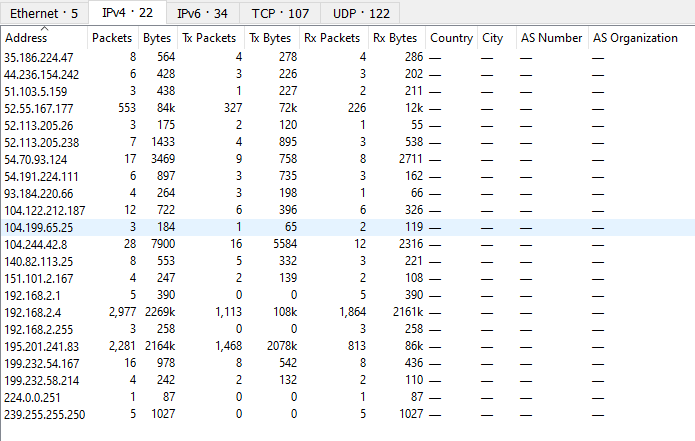 Ethernet · 5 IPv4 · 22 IPv6 · 34 TCP · 107 UDP · 122
Address Packets Bytes Tx Packets Tx Bytes Rx Packets Rx Bytes Country City AS Number AS Organization
35.186.224.47 8 564 4 278 4 286 — — — —
44.236.154.242 6 428 3 226 3 202 — — — —
51.103.5.159 3 438 1 227 2 211 — — — —
52.55.167.177 553 84k 327 72k 226 12k — — — —
52.113.205.26 3 175 2 120 1 55 — — — —
52.113.205.238 7 1433 4 895 3 538 — — — —
54.70.93.124 17 3469 9 758 8 2711 — — — —
54.191.224.111 6 897 3 735 3 162 — — — —
93.184.220.66 4 264 3 198 1 66 — — — —
104.122.212.187 12 722 6 396 6 326 — — — —
104.199.65.25 3 184 1 65 2 119 — — — —
104.244.42.8 28 7900 16 5584 12 2316 — — — —
140.82.113.25 8 553 5 332 3 221 — — — —
151.101.2.167 4 247 2 139 2 108 — — — —
192.168.2.1 5 390 0 0 5 390 — — — —
192.168.2.4 2,977 2269k 1,113 108k 1,864 2161k — — — —
192.168.2.255 3 258 0 0 3 258 — — — —
195.201.241.83 2,281 2164k 1,468 2078k 813 86k — — — —
199.232.54.167 16 978 8 542 8 436 — — — —
199.232.58.214 4 242 2 132 2 110 — — — —
224.0.0.251 1 87 0 0 1 87 — — — —
239.255.255.250 5 1027 0 0 5 1027 — — — —